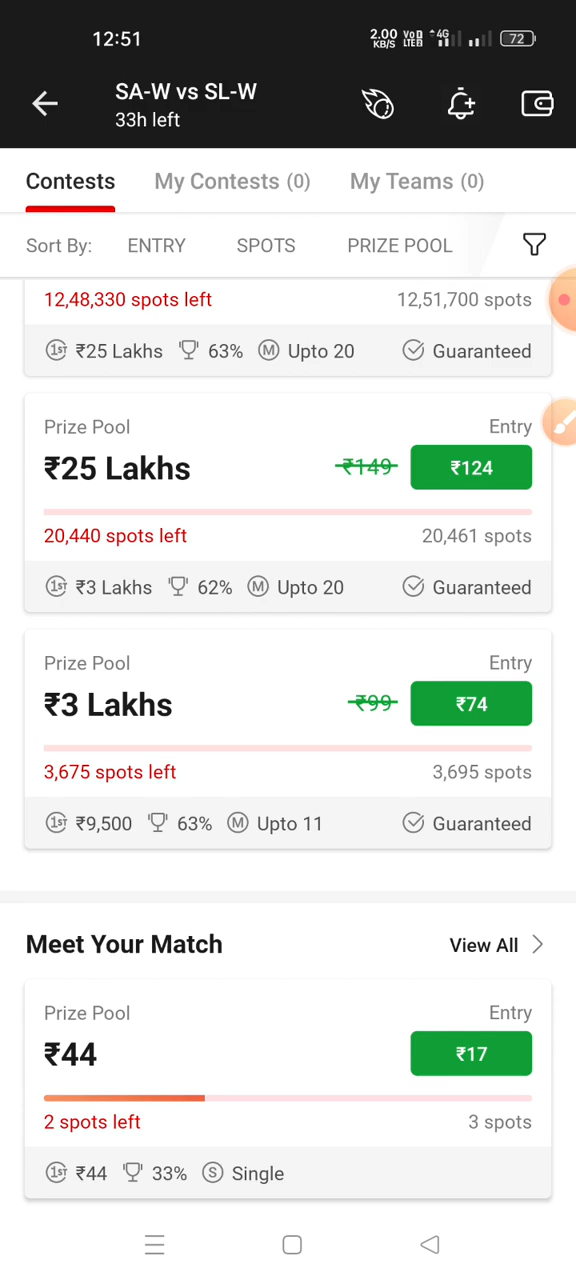 12:51 2.00 KB/S VoD LTE 4G 72
SA-W vs SL-W
33h left
Contests My Contests (0) My Teams (0)
Sort By: ENTRY SPOTS PRIZE POOL
12,48,330 spots left 12,51,700 spots
1ST ₹25 Lakhs 63% M Upto 20 Guaranteed
Prize Pool Entry
₹25 Lakhs ₹149 ₹124
20,440 spots left 20,461 spots
1ST ₹3 Lakhs 62% M Upto 20 Guaranteed
Prize Pool Entry
₹3 Lakhs ₹99 ₹74
3,675 spots left 3,695 spots
1ST ₹9,500 63% M Upto 11 Guaranteed
Meet Your Match View All
Prize Pool Entry
₹44 ₹17
2 spots left 3 spots
1ST ₹44 33% S Single